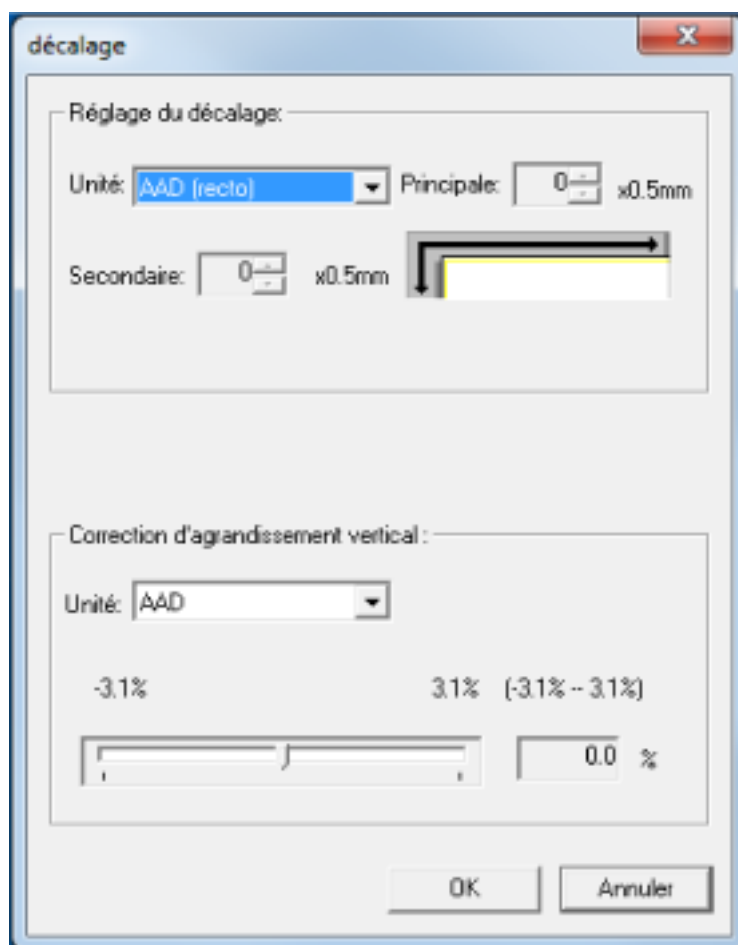 décalage
Réglage du décalage:
Unité: AAD (recto) Principale: 0 x0.5mm
Secondaire: 0 x0.5mm
Correction d'agrandissement vertical :
Unité: AAD
-3.1% 3.1% (-3.1% -- 3.1%)
0.0 %
OK Annuler